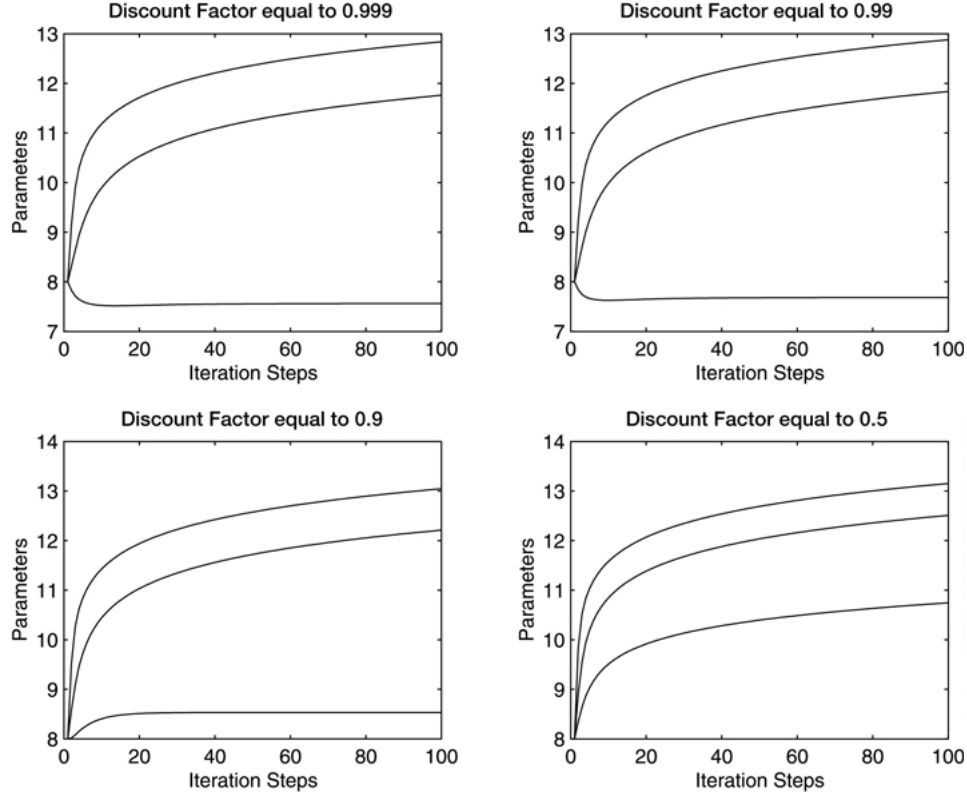 Discount Factor equal to 0.999
13
12
11
10
9
8
7
0 20 40 60 80 100
Parameters
Iteration Steps
Discount Factor equal to 0.99
13
12
11
10
9
8
7
0 20 40 60 80 100
Parameters
Iteration Steps
Discount Factor equal to 0.9
14
13
12
11
10
9
8
0 20 40 60 80 100
Parameters
Iteration Steps
Discount Factor equal to 0.5
14
13
12
11
10
9
8
0 20 40 60 80 100
Parameters
Iteration Steps